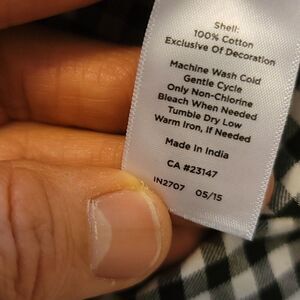 Shell:
100% Cotton
Exclusive Of Decoration
Machine Wash Cold
Gentle Cycle
Only Non-Chlorine
Bleach When Needed
Tumble Dry Low
Warm Iron, If Needed
Made In India
CA #23147
IN2707 05/15